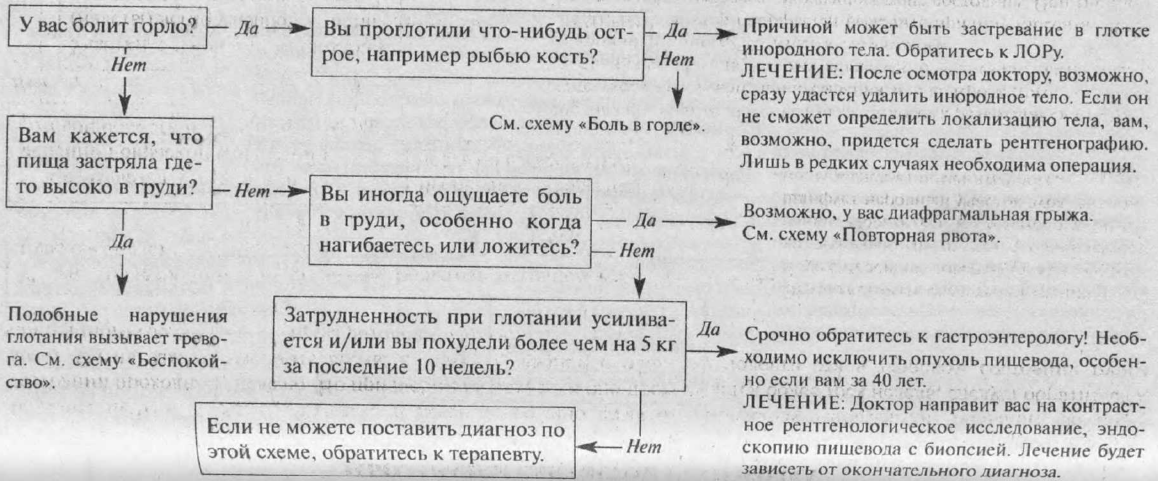 У вас болит горло?
Да
Вы проглотили что-нибудь ост-
рое, например рыбью кость?
Да
Причиной может быть застревание в глотке
инородного тела. Обратитесь к ЛОРу.
ЛЕЧЕНИЕ: После осмотра доктору, возможно,
сразу удастся удалить инородное тело. Если он
не сможет определить локализацию тела, вам,
возможно, придется сделать рентгенографию.
Лишь в редких случаях необходима операция.
Нет
См. схему «Боль в горле».
Нет
Вам кажется, что
пища застряла где-
то высоко в груди?
Нет
Вы иногда ощущаете боль
в груди, особенно когда
нагибаетесь или ложитесь?
Да
Возможно, у вас диафрагмальная грыжа.
См. схему «Повторная рвота».
Да
Подобные нарушения
глотания вызывает трево-
га. См. схему «Беспокой-
ство».
Нет
Затрудненность при глотании усилива-
ется и/или вы похудели более чем на 5 кг
за последние 10 недель?
Да
Срочно обратитесь к гастроэнтерологу! Необ-
ходимо исключить опухоль пищевода, особен-
но если вам за 40 лет.
ЛЕЧЕНИЕ: Доктор направит вас на контраст-
ное рентгенологическое исследование, эндо-
скопию пищевода с биопсией. Лечение будет
зависеть от окончательного диагноза.
Нет
Если не можете поставить диагноз по
этой схеме, обратитесь к терапевту.